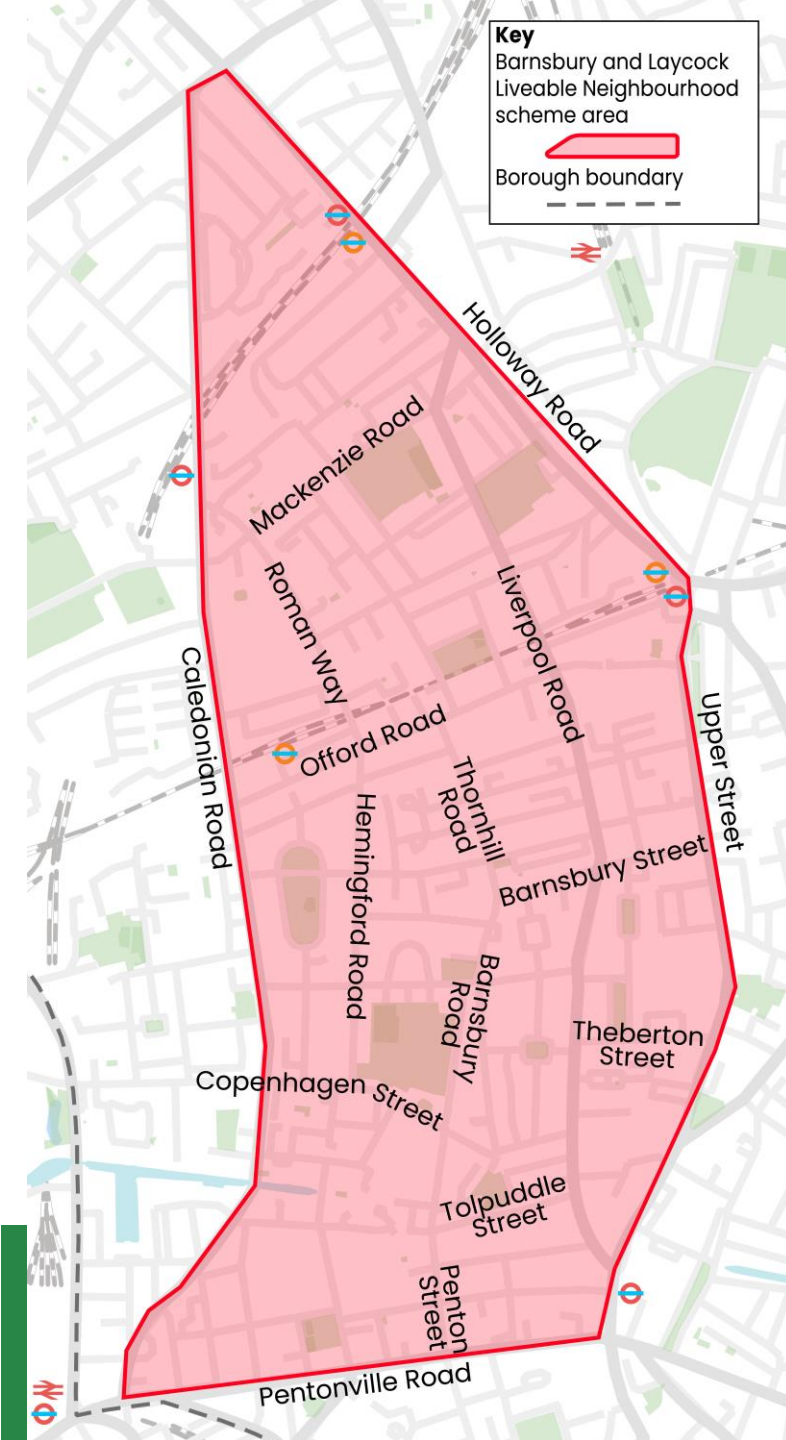 Key
Barnsbury and Laycock
Liveable Neighbourhood
scheme area
Borough boundary
Holloway Road
Mackenzie Road
Roman Way
Liverpool Road
Caledonian Road
Offord Road
Upper Street
Thornhill
Road
Hemingford Road
Barnsbury Street
Barnsbury
Road
Theberton
Street
Copenhagen Street
Tolpuddle
Street
Penton
Street
Pentonville Road